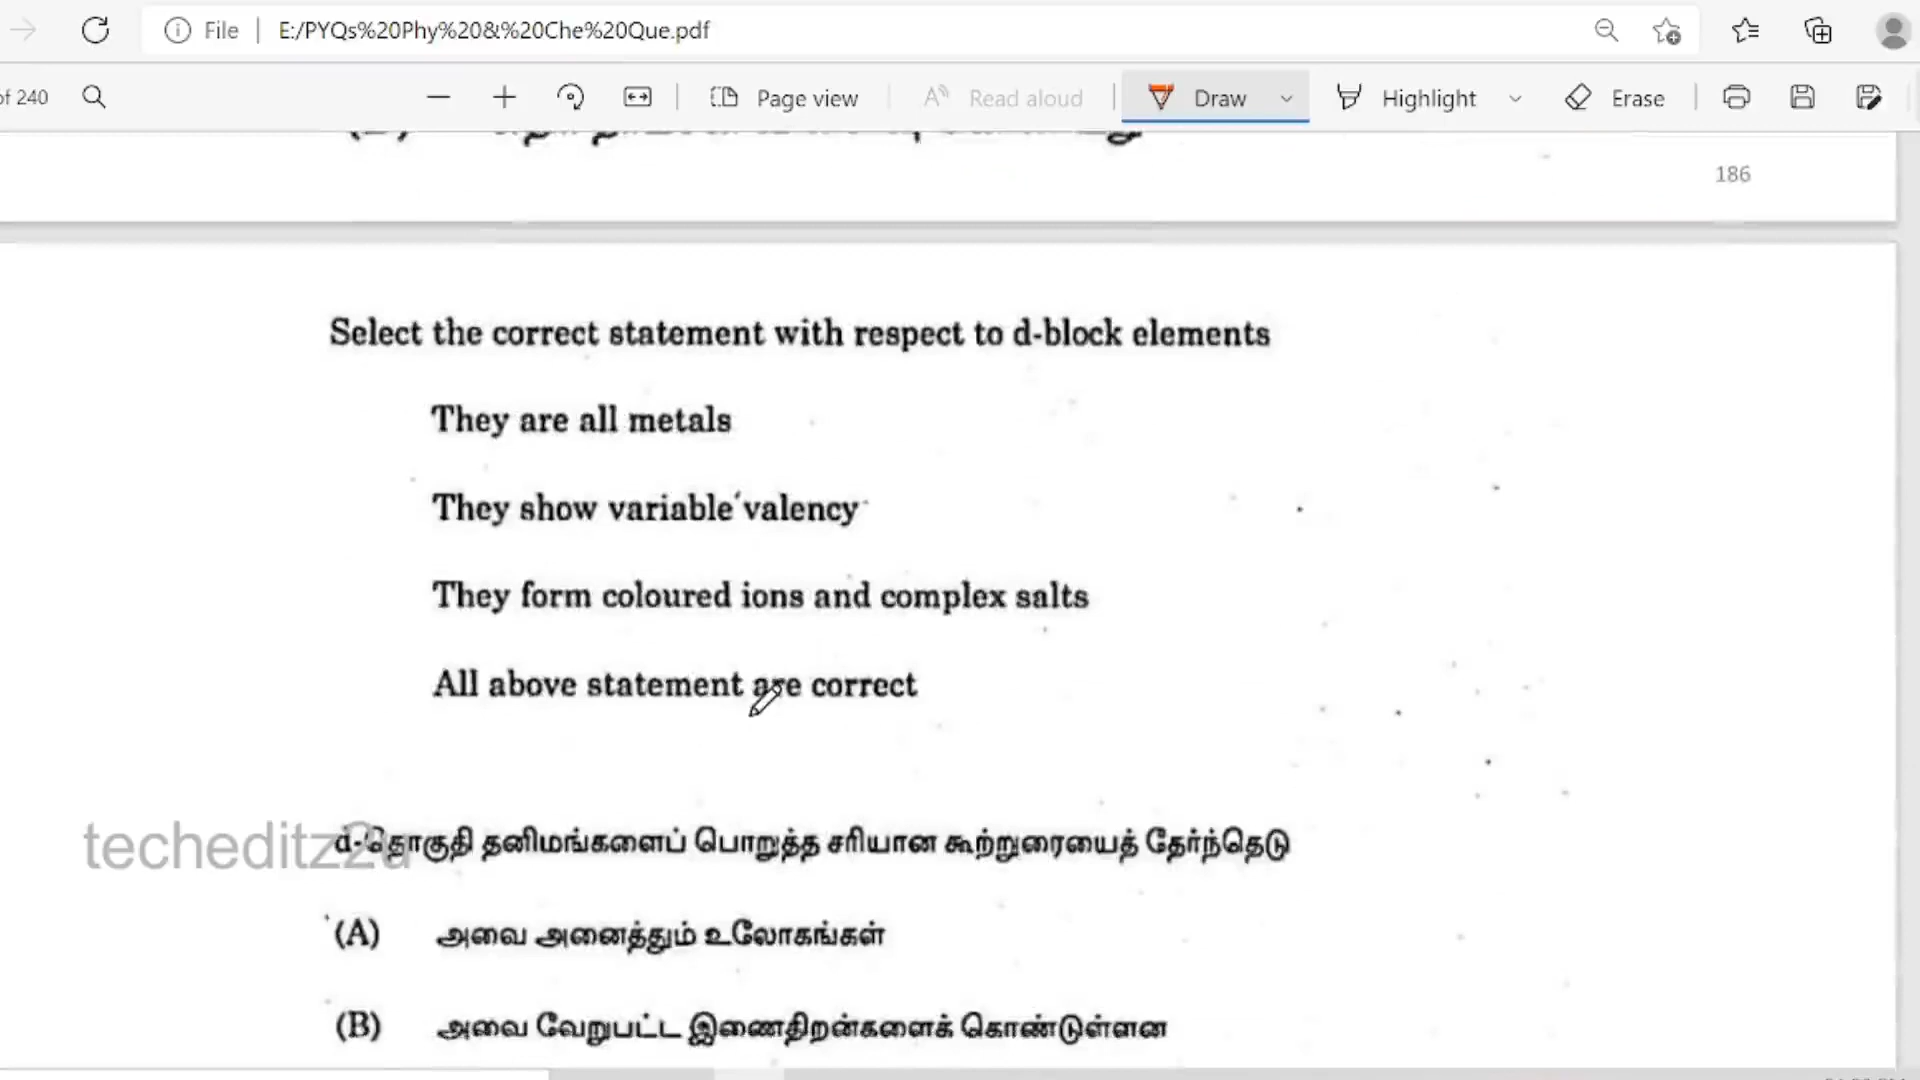 File
E:/PYQs%20Phy%20&%20Che%20Que.pdf
of 240
Page view
Read aloud
Draw
Highlight
Erase
186
Select the correct statement with respect to d-block elements
They are all metals
They show variable valency
They form coloured ions and complex salts
All above statement are correct
techeditz2u
d-தொகுதி தனிமங்களைப் பொறுத்த சரியான கூற்றுரையைத் தேர்ந்தெடு
(A) அவை அனைத்தும் உலோகங்கள்
(B) அவை வேறுபட்ட இணைதிறன்களைக் கொண்டுள்ளன